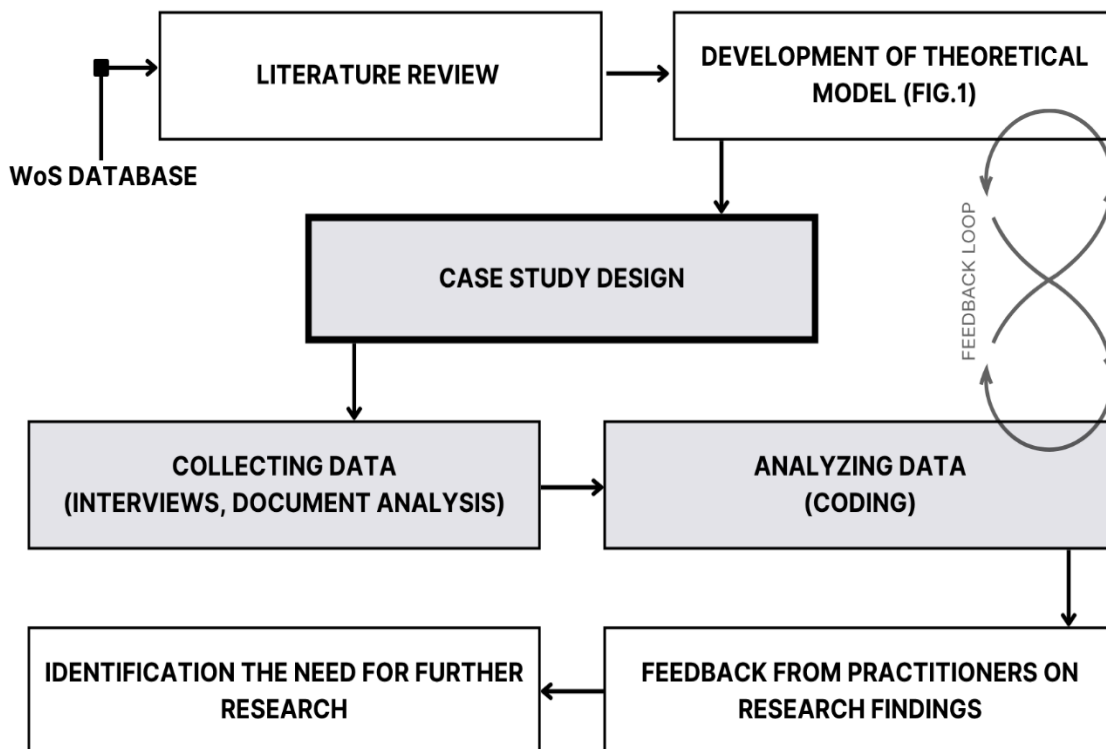 LITERATURE REVIEW
DEVELOPMENT OF THEORETICAL
MODEL (FIG.1)
WoS DATABASE
CASE STUDY DESIGN
FEEDBACK LOOP
COLLECTING DATA
(INTERVIEWS, DOCUMENT ANALYSIS)
ANALYZING DATA
(CODING)
IDENTIFICATION THE NEED FOR FURTHER
RESEARCH
FEEDBACK FROM PRACTITIONERS ON
RESEARCH FINDINGS